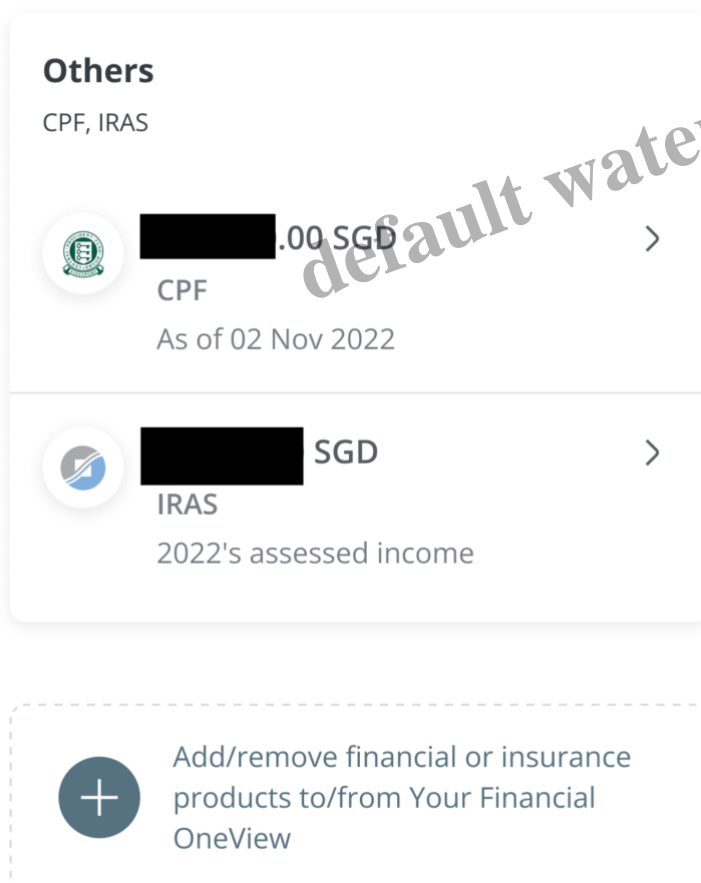 Others
CPF, IRAS
.00 SGD
CPF
As of 02 Nov 2022
SGD
IRAS
2022's assessed income
Add/remove financial or insurance
products to/from Your Financial
OneView
default water